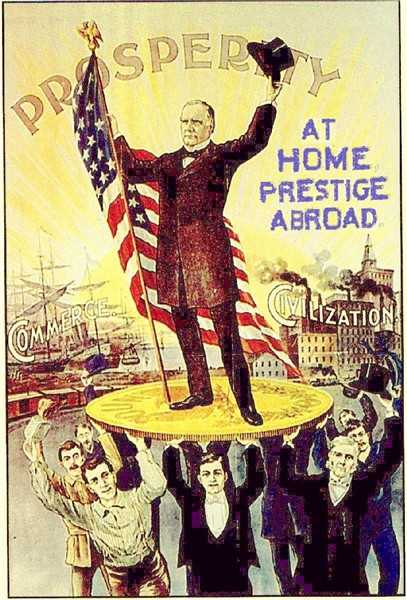 PROSPERITY
AT
HOME
PRESTIGE
ABROAD.
COMMERCE.
CIVILIZATION